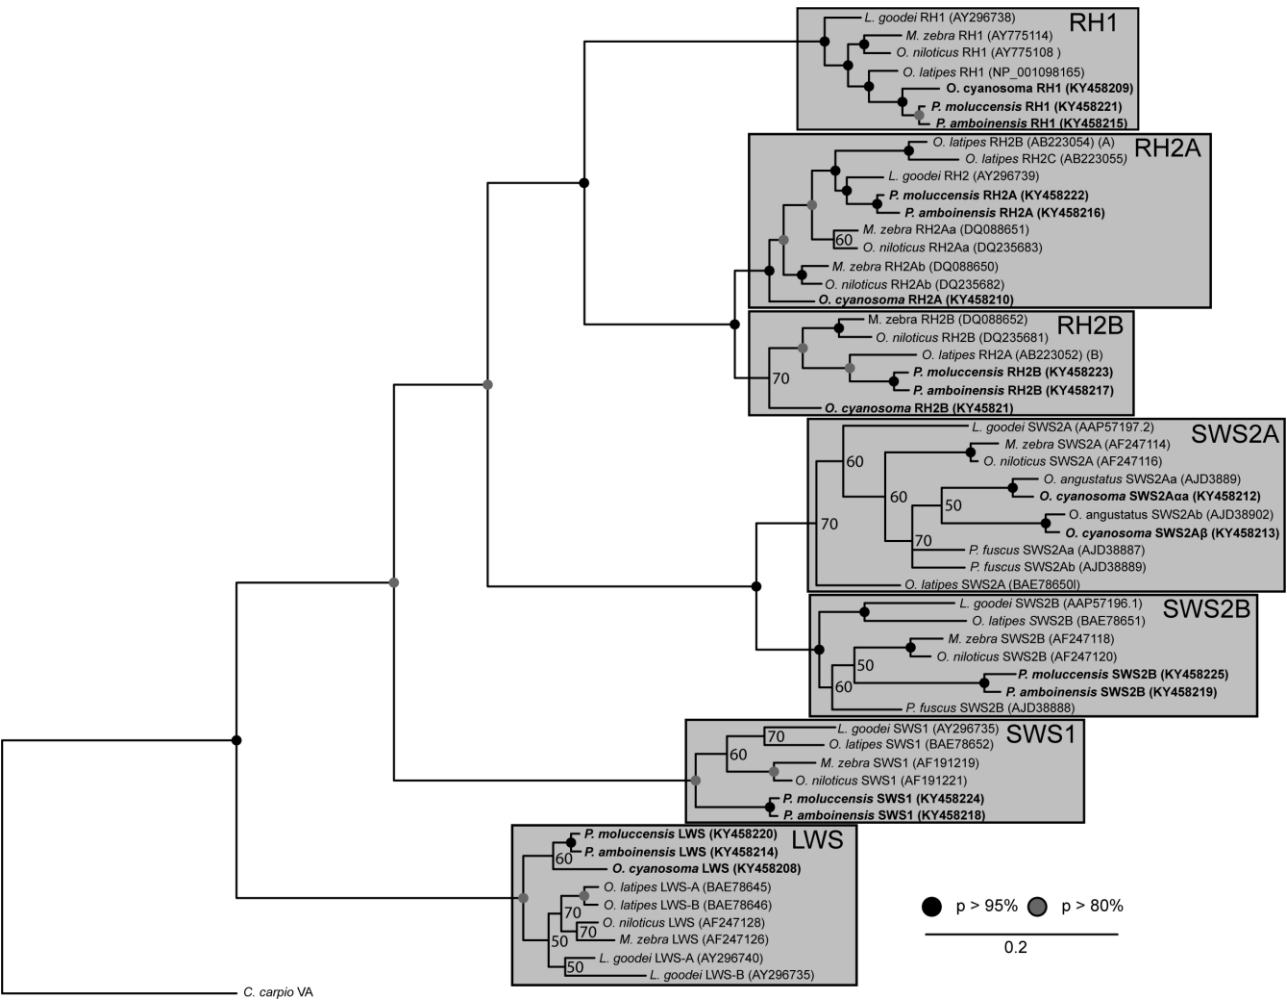 L. goodei RH1 (AY296738)
RH1
M. zebra RH1 (AY775114)
O. niloticus RH1 (AY775108 )
O. latipes RH1 (NP_001098165)
O. cyanosoma RH1 (KY458209)
P. moluccensis RH1 (KY458221)
P. amboinensis RH1 (KY458215)
O. latipes RH2B (AB223054) (A)
RH2A
O. latipes RH2C (AB223055)
L. goodei RH2 (AY296739)
P. moluccensis RH2A (KY458222)
P. amboinensis RH2A (KY458216)
M. zebra RH2Aa (DQ088651)
60
O. niloticus RH2Aa (DQ235683)
M. zebra RH2Ab (DQ088650)
O. niloticus RH2Ab (DQ235682)
O. cyanosoma RH2A (KY458210)
M. zebra RH2B (DQ088652)
RH2B
O. niloticus RH2B (DQ235681)
O. latipes RH2A (AB223052) (B)
P. moluccensis RH2B (KY458223)
70
P. amboinensis RH2B (KY458217)
O. cyanosoma RH2B (KY45821)
L. goodei SWS2A (AAP57197.2)
SWS2A
M. zebra SWS2A (AF247114)
60
O. niloticus SWS2A (AF247116)
O. angustatus SWS2Aa (AJD3889)
60
O. cyanosoma SWS2Aαa (KY458212)
50
O. angustatus SWS2Ab (AJD38902)
70
O. cyanosoma SWS2Aβ (KY458213)
70
P. fuscus SWS2Aa (AJD38887)
P. fuscus SWS2Ab (AJD38889)
O. latipes SWS2A (BAE78650I)
L. goodei SWS2B (AAP57196.1)
SWS2B
O. latipes SWS2B (BAE78651)
M. zebra SWS2B (AF247118)
O. niloticus SWS2B (AF247120)
50
P. moluccensis SWS2B (KY458225)
60
P. amboinensis SWS2B (KY458219)
P. fuscus SWS2B (AJD38888)
L. goodei SWS1 (AY296735)
SWS1
70
O. latipes SWS1 (BAE78652)
60
M. zebra SWS1 (AF191219)
O. niloticus SWS1 (AF191221)
P. moluccensis SWS1 (KY458224)
P. amboinensis SWS1 (KY458218)
P. moluccensis LWS (KY458220)
LWS
P. amboinensis LWS (KY458214)
60
O. cyanosoma LWS (KY458208)
O. latipes LWS-A (BAE78645)
O. latipes LWS-B (BAE78646)
70
O. niloticus LWS (AF247128)
70
M. zebra LWS (AF247126)
50
L. goodei LWS-A (AY296740)
50
L. goodei LWS-B (AY296735)
p > 95%
p > 80%
0.2
C. carpio VA